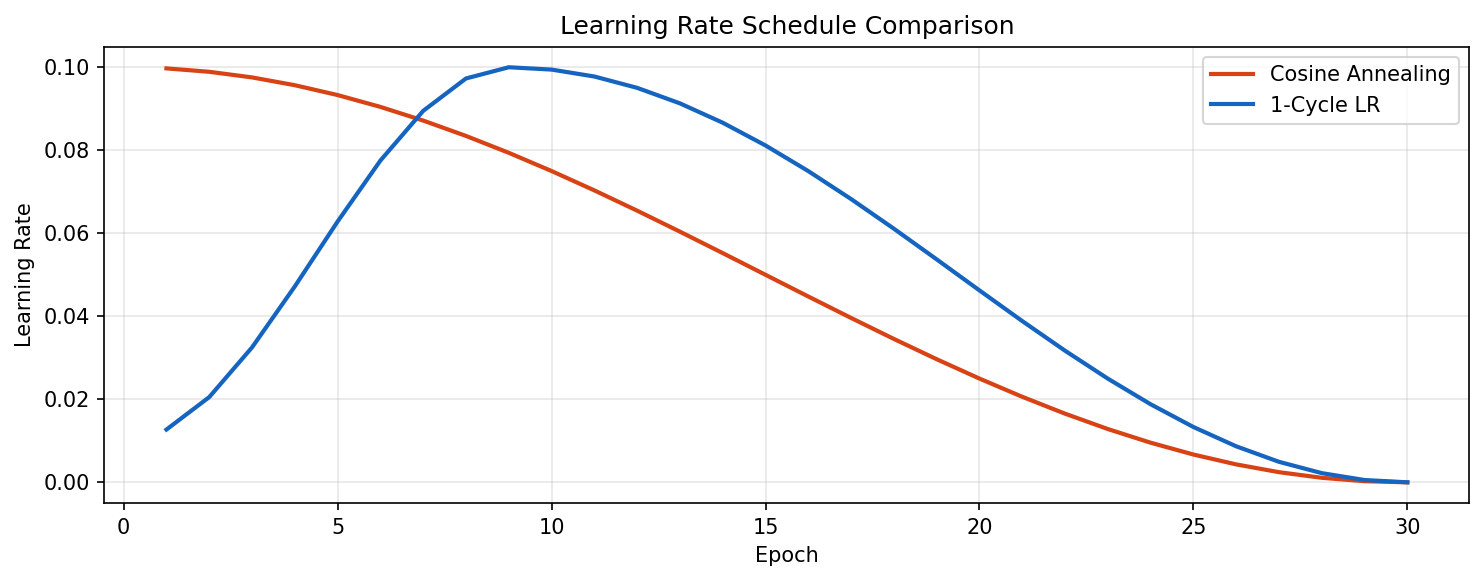 Learning Rate Schedule Comparison
Cosine Annealing
1-Cycle LR
Learning Rate
0.10
0.08
0.06
0.04
0.02
0.00
0 5 10 15 20 25 30
Epoch